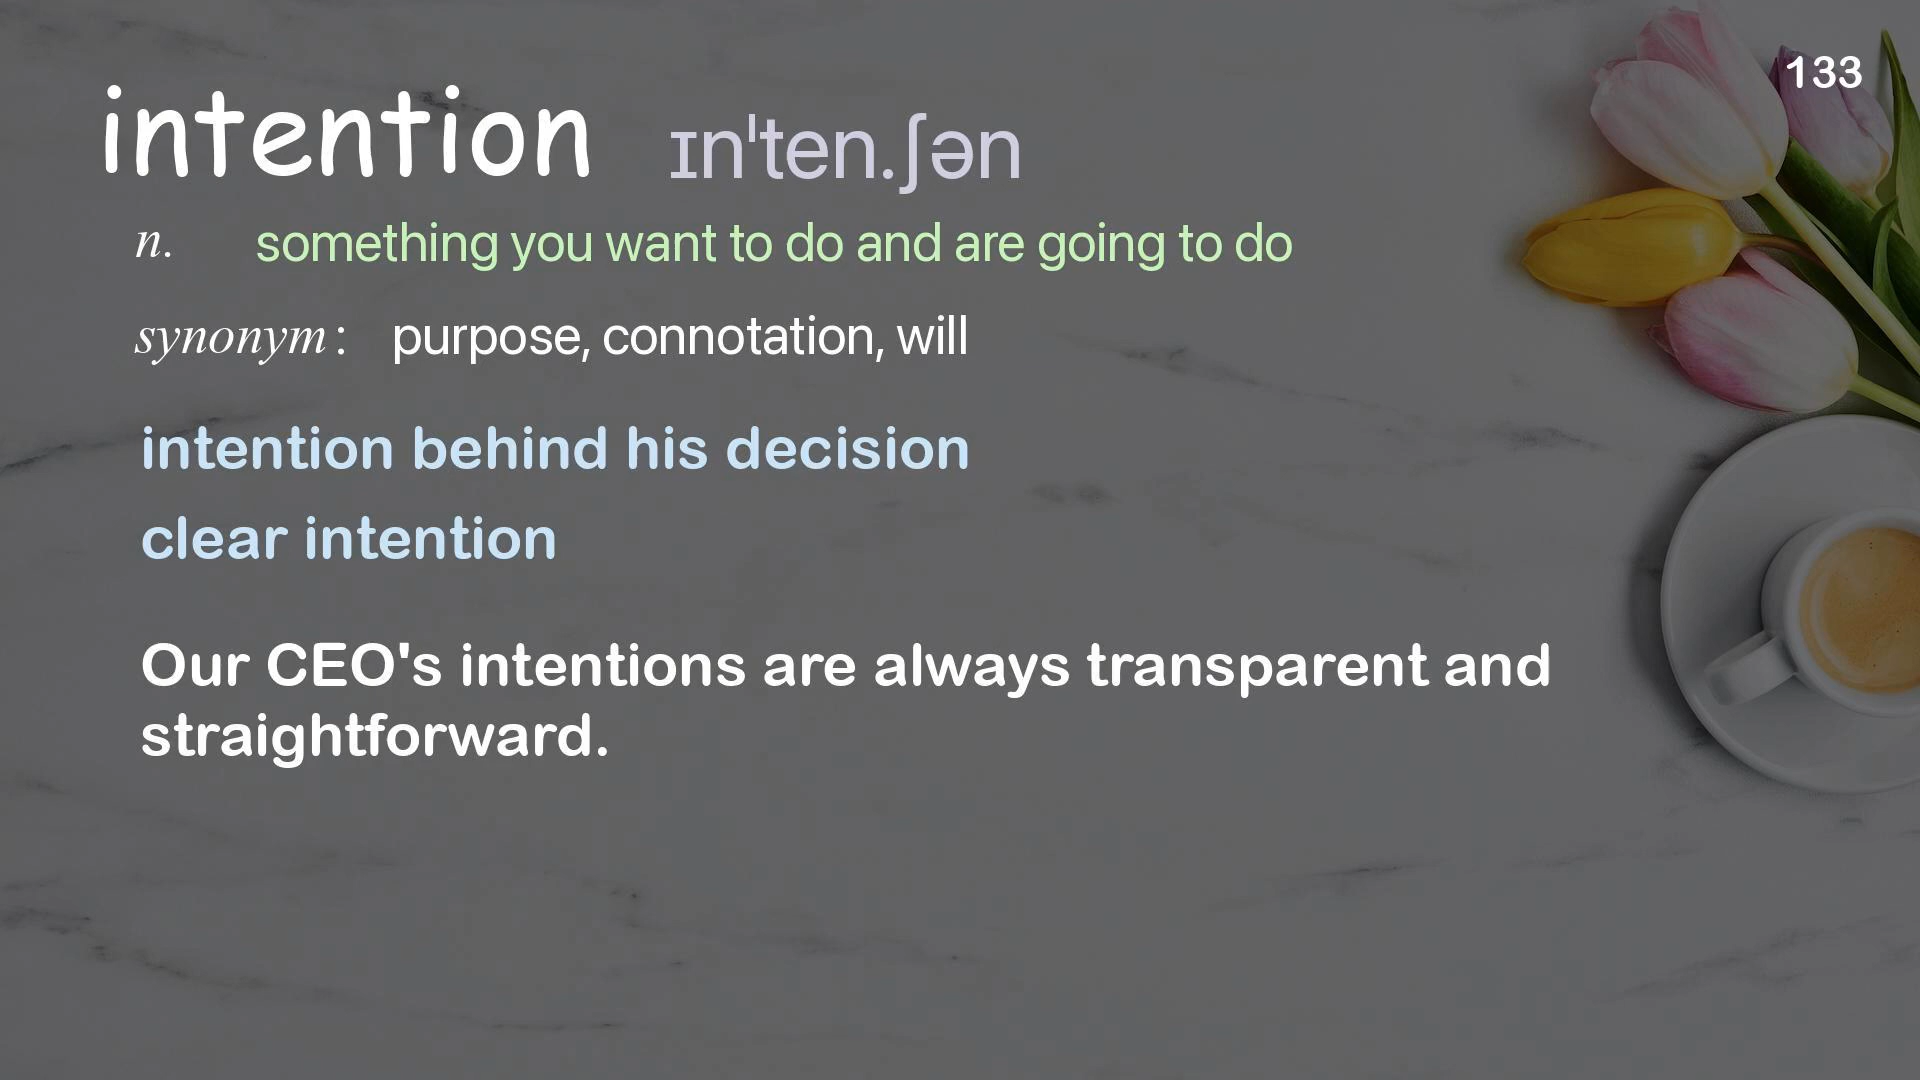 133
intention ɪnˈten.ʃən
n. something you want to do and are going to do
synonym : purpose, connotation, will
intention behind his decision
clear intention
Our CEO's intentions are always transparent and
straightforward.